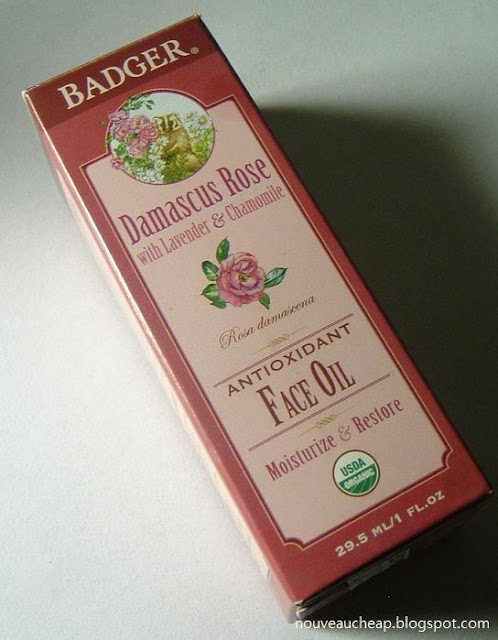 BADGER®
Damascus Rose
with Lavender & Chamomile
Rosa damascena
ANTIOXIDANT
FACE OIL
Moisturize & Restore
USDA
ORGANIC
29.5 ML/1 FL.OZ
nouveaucheap.blogspot.com